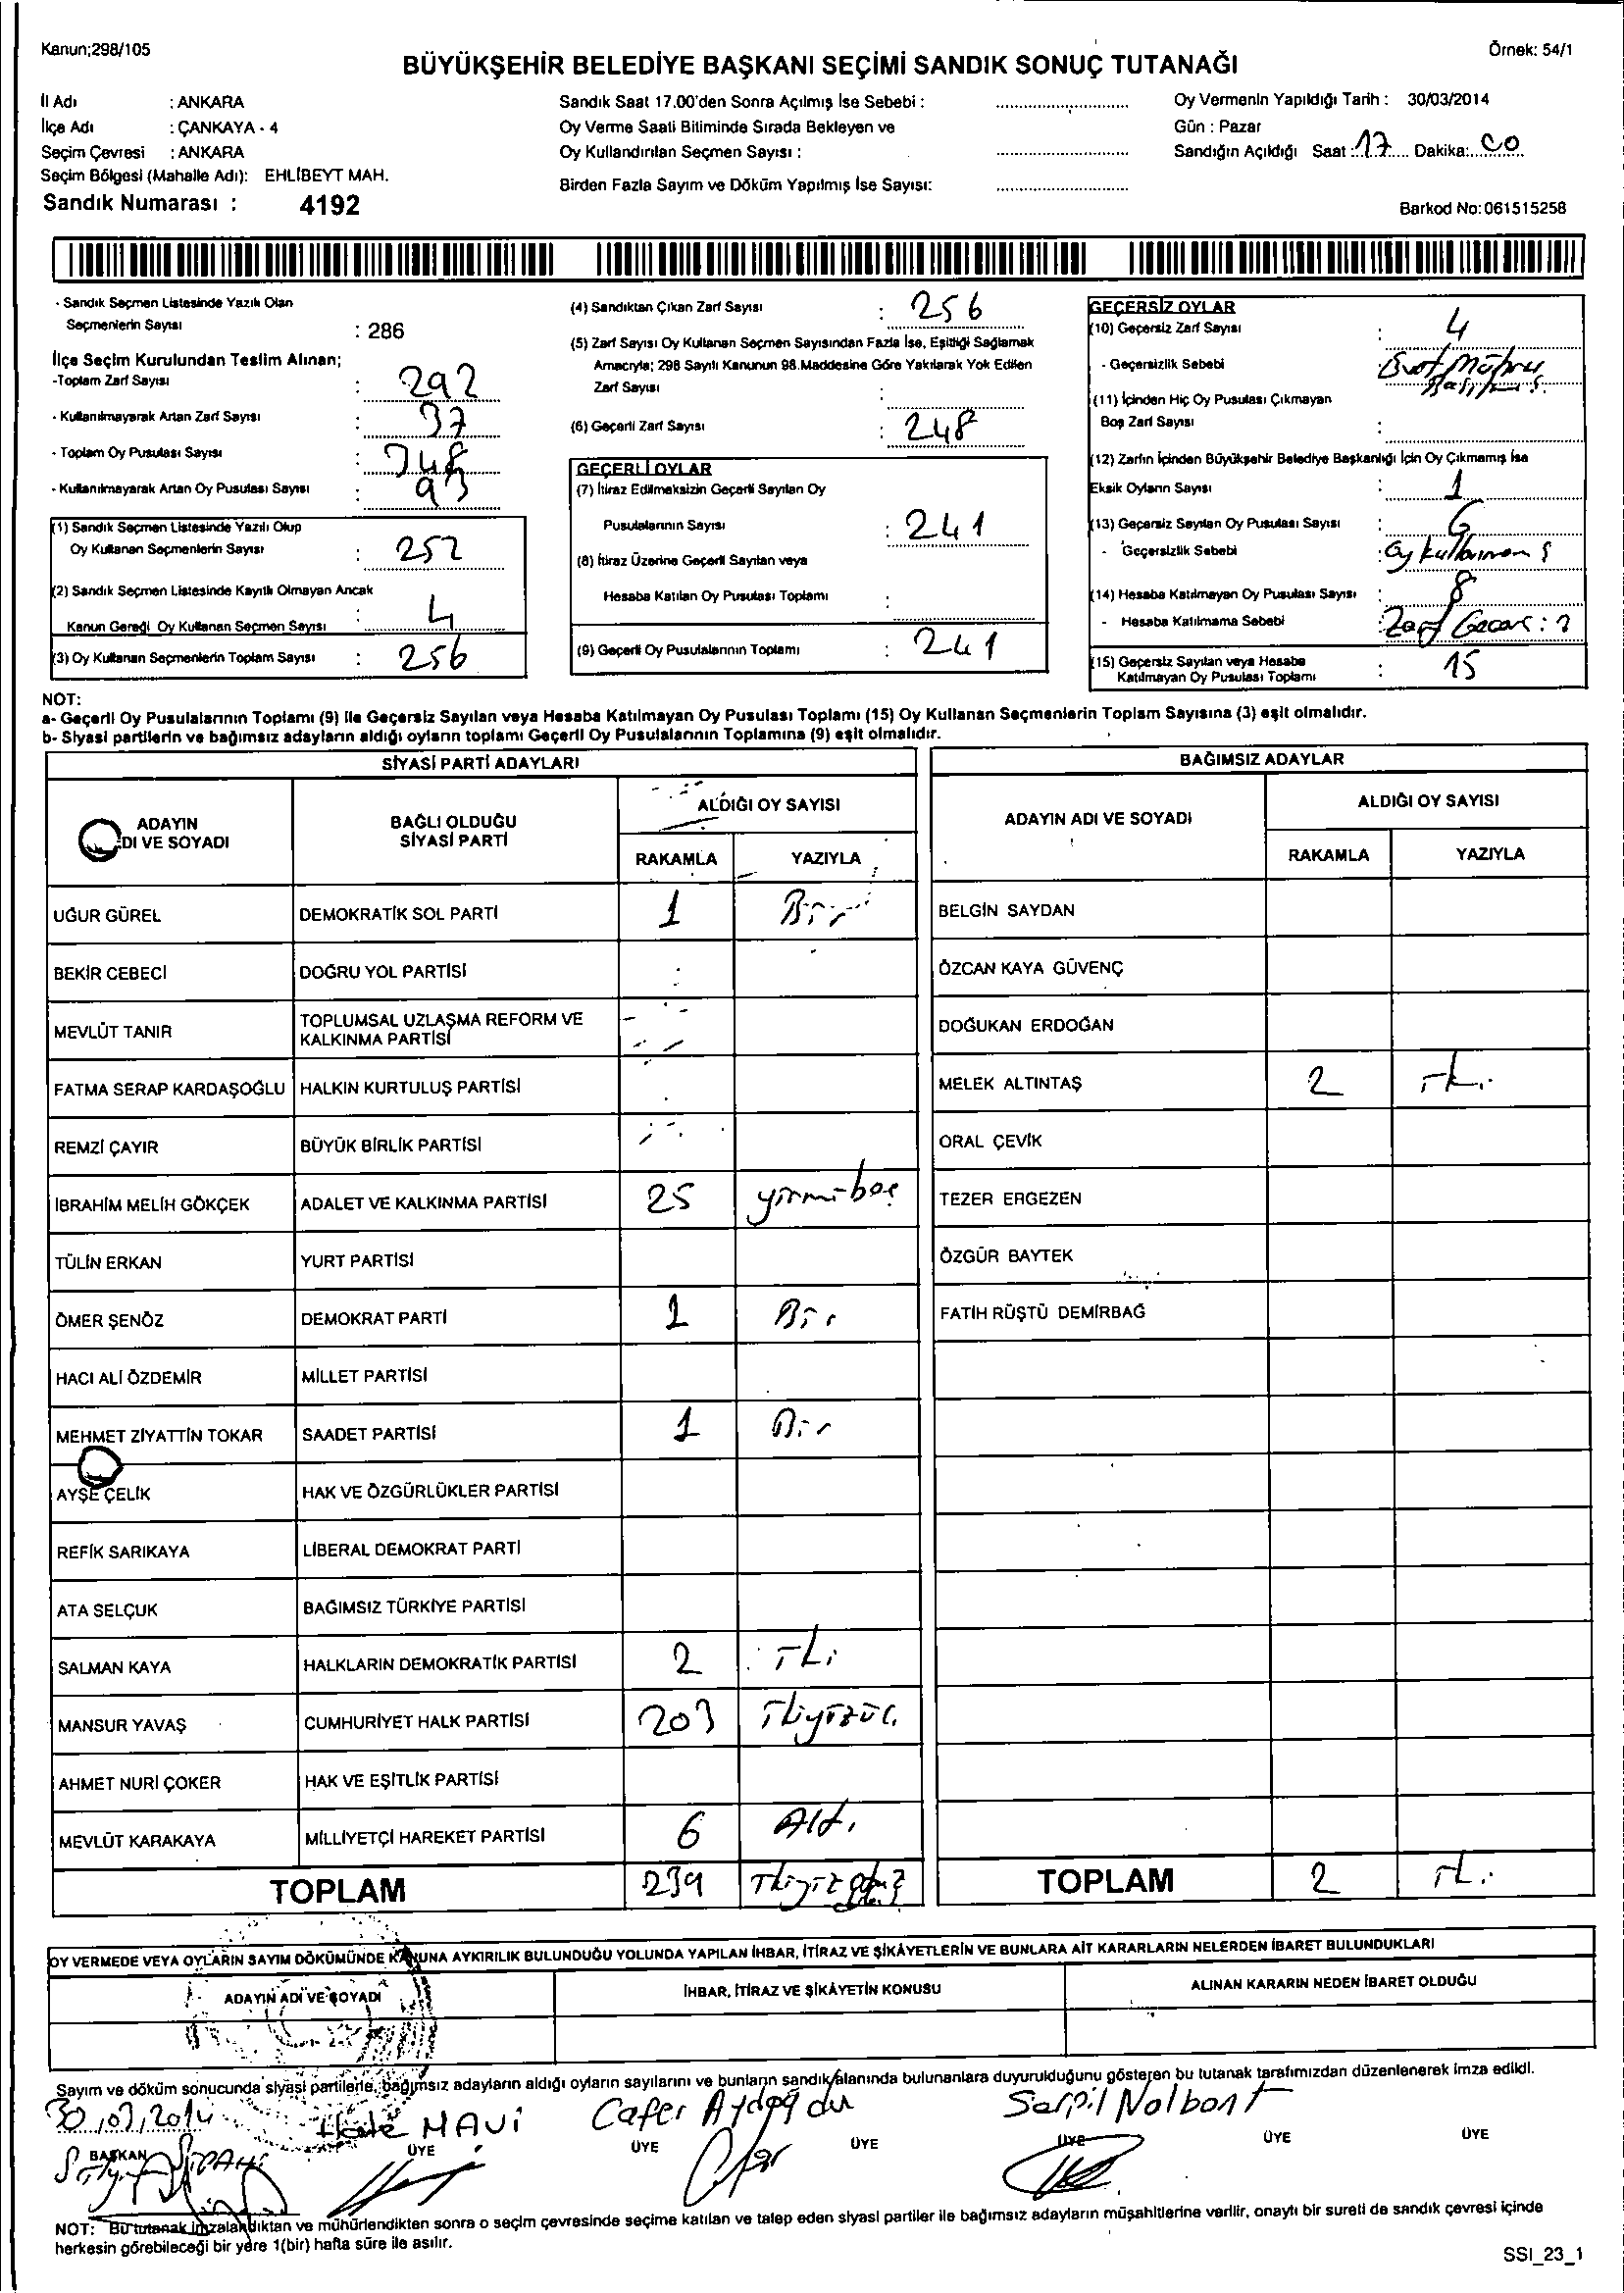 Kanun;298/105
Örnek: 54/1
BÜYÜKŞEHİR BELEDİYE BAŞKANI SEÇİMİ SANDIK SONUÇ TUTANAĞI
İl Adı : ANKARA
İlçe Adı : ÇANKAYA - 4
Seçim Çevresi : ANKARA
Seçim Bölgesi (Mahalle Adı): EHLİBEYT MAH.
Sandık Numarası : 4192
Sandık Saat 17.00'den Sonra Açılmış İse Sebebi :
Oy Verme Saati Bitiminde Sırada Bekleyen ve
Oy Kullandırılan Seçmen Sayısı :
Birden Fazla Sayım ve Döküm Yapılmış İse Sayısı:
Oy Vermenin Yapıldığı Tarih : 30/03/2014
Gün : Pazar
Sandığın Açıldığı Saat : 17 Dakika: 00
Barkod No:061515258
- Sandık Seçmen Listesinde Yazılı Olan
Seçmenlerin Sayısı : 286
İlçe Seçim Kurulundan Teslim Alınan;
-Toplam Zarf Sayısı : 292
- Kullanılmayarak Artan Zarf Sayısı : 37
- Toplam Oy Pusulası Sayısı : 348
- Kullanılmayarak Artan Oy Pusulası Sayısı : 93
(1) Sandık Seçmen Listesinde Yazılı Olup
Oy Kullanan Seçmenlerin Sayısı : 252
(2) Sandık Seçmen Listesinde Kayıtlı Olmayan Ancak
Kanun Gereği Oy Kullanan Seçmen Sayısı : 4
(3) Oy Kullanan Seçmenlerin Toplam Sayısı : 256
(4) Sandıktan Çıkan Zarf Sayısı : 256
(5) Zarf Sayısı Oy Kullanan Seçmen Sayısından Fazla İse, Eşitliği Sağlamak
Amacıyla; 298 Sayılı Kanunun 98.Maddesine Göre Yakılarak Yok Edilen
Zarf Sayısı :
(6) Geçerli Zarf Sayısı : 248
GEÇERLİ OYLAR
(7) İtiraz Edilmeksizin Geçerli Sayılan Oy
Pusulalarının Sayısı : 241
(8) İtiraz Üzerine Geçerli Sayılan veya
Hesaba Katılan Oy Pusulası Toplamı :
(9) Geçerli Oy Pusulalarının Toplamı : 241
GEÇERSİZ OYLAR
(10) Geçersiz Zarf Sayısı : 4
- Geçersizlik Sebebi :
(11) İçinden Hiç Oy Pusulası Çıkmayan
Boş Zarf Sayısı :
(12) Zarfın İçinden Büyükşehir Belediye Başkanlığı İçin Oy Çıkmamış İse
Eksik Oyların Sayısı : 1
(13) Geçersiz Sayılan Oy Pusulası Sayısı : 6
- Geçersizlik Sebebi :
(14) Hesaba Katılmayan Oy Pusulası Sayısı : 8
- Hesaba Katılmama Sebebi : Zarf
(15) Geçersiz Sayılan veya Hesaba
Katılmayan Oy Pusulası Toplamı : 15
NOT:
a- Geçerli Oy Pusulalarının Toplamı (9) ile Geçersiz Sayılan veya Hesaba Katılmayan Oy Pusulası Toplamı (15) Oy Kullanan Seçmenlerin Toplam Sayısına (3) eşit olmalıdır.
b- Siyasi partilerin ve bağımsız adayların aldığı oyların toplamı Geçerli Oy Pusulalarının Toplamına (9) eşit olmalıdır.
SİYASİ PARTİ ADAYLARI
ADAYIN
DI VE SOYADI
BAĞLI OLDUĞU
SİYASİ PARTİ
ALDIĞI OY SAYISI
RAKAMLA YAZIYLA
UĞUR GÜREL DEMOKRATİK SOL PARTİ 1 Bir
BEKİR CEBECİ DOĞRU YOL PARTİSİ
MEVLÜT TANIR TOPLUMSAL UZLAŞMA REFORM VE
KALKINMA PARTİSİ
FATMA SERAP KARDAŞOĞLU HALKIN KURTULUŞ PARTİSİ
REMZİ ÇAYIR BÜYÜK BİRLİK PARTİSİ
İBRAHİM MELİH GÖKÇEK ADALET VE KALKINMA PARTİSİ 25 yirmibeş
TÜLİN ERKAN YURT PARTİSİ
ÖMER ŞENÖZ DEMOKRAT PARTİ 1 Bir
HACI ALİ ÖZDEMİR MİLLET PARTİSİ
MEHMET ZİYATTİN TOKAR SAADET PARTİSİ 1 Bir
AYŞE ÇELİK HAK VE ÖZGÜRLÜKLER PARTİSİ
REFİK SARIKAYA LİBERAL DEMOKRAT PARTİ
ATA SELÇUK BAĞIMSIZ TÜRKİYE PARTİSİ
SALMAN KAYA HALKLARIN DEMOKRATİK PARTİSİ 2 İki
MANSUR YAVAŞ CUMHURİYET HALK PARTİSİ 203 ikiyüzüç
AHMET NURİ ÇOKER HAK VE EŞİTLİK PARTİSİ
MEVLÜT KARAKAYA MİLLİYETÇİ HAREKET PARTİSİ 6 Altı
TOPLAM 239
BAĞIMSIZ ADAYLAR
ADAYIN ADI VE SOYADI
ALDIĞI OY SAYISI
RAKAMLA YAZIYLA
BELGİN SAYDAN
ÖZCAN KAYA GÜVENÇ
DOĞUKAN ERDOĞAN
MELEK ALTINTAŞ 2 İki
ORAL ÇEVİK
TEZER ERGEZEN
ÖZGÜR BAYTEK
FATİH RÜŞTÜ DEMİRBAĞ
TOPLAM 2 İki
OY VERMEDE VEYA OYLARIN SAYIM DÖKÜMÜNDE KANUNA AYKIRILIK BULUNDUĞU YOLUNDA YAPILAN İHBAR, İTİRAZ VE ŞİKÂYETLERİN VE BUNLARA AİT KARARLARIN NELERDEN İBARET BULUNDUKLARI
ADAYIN ADI VE SOYADI İHBAR, İTİRAZ VE ŞİKÂYETİN KONUSU ALINAN KARARIN NEDEN İBARET OLDUĞU
Sayım ve döküm sonucunda siyasi partilerle, bağımsız adayların aldığı oyların sayılarını ve bunların sandık alanında bulunanlara duyurulduğunu gösteren bu tutanak tarafımızdan düzenlenerek imza edildi.
30/03/2014 MAVİ Cafer Aydoğdu Serpil Nalbant
BAŞKAN ÜYE ÜYE ÜYE ÜYE ÜYE ÜYE
NOT: Bu tutanak imzalandıktan ve mühürlendikten sonra o seçim çevresinde seçime katılan ve talep eden siyasi partiler ile bağımsız adayların müşahitlerine verilir, onaylı bir sureti de sandık çevresi içinde
herkesin görebileceği bir yere 1(bir) hafta süre ile asılır.
SSI_23_1